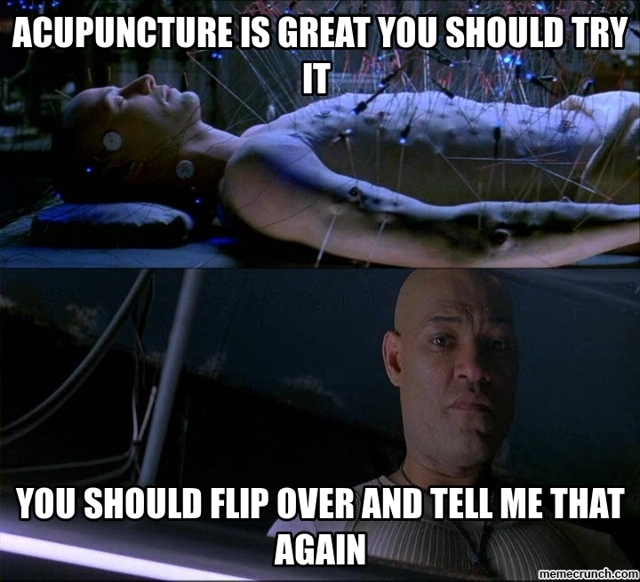 ACUPUNCTURE IS GREAT YOU SHOULD TRY
IT
YOU SHOULD FLIP OVER AND TELL ME THAT
AGAIN
memecrunch.com